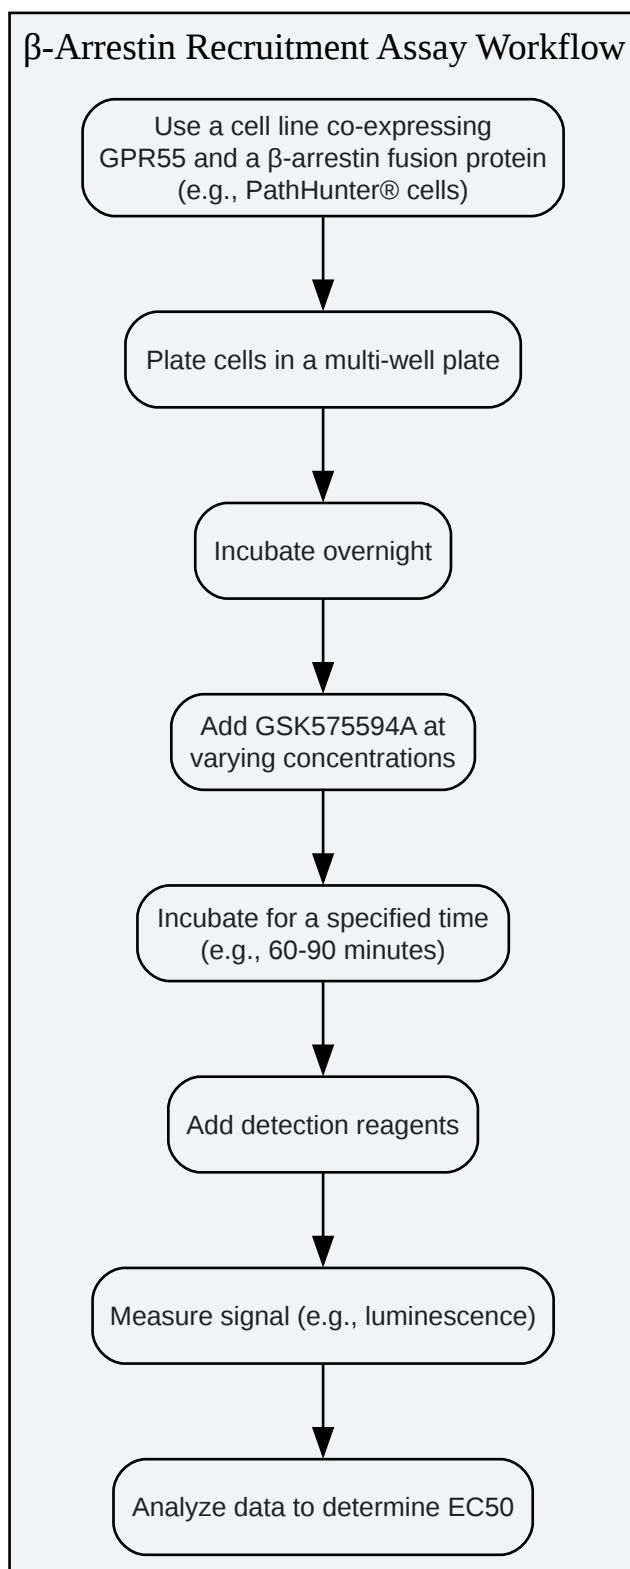 β-Arrestin Recruitment Assay Workflow
Use a cell line co-expressing
GPR55 and a β-arrestin fusion protein
(e.g., PathHunter® cells)
Plate cells in a multi-well plate
Incubate overnight
Add GSK575594A at
varying concentrations
Incubate for a specified time
(e.g., 60-90 minutes)
Add detection reagents
Measure signal (e.g., luminescence)
Analyze data to determine EC50